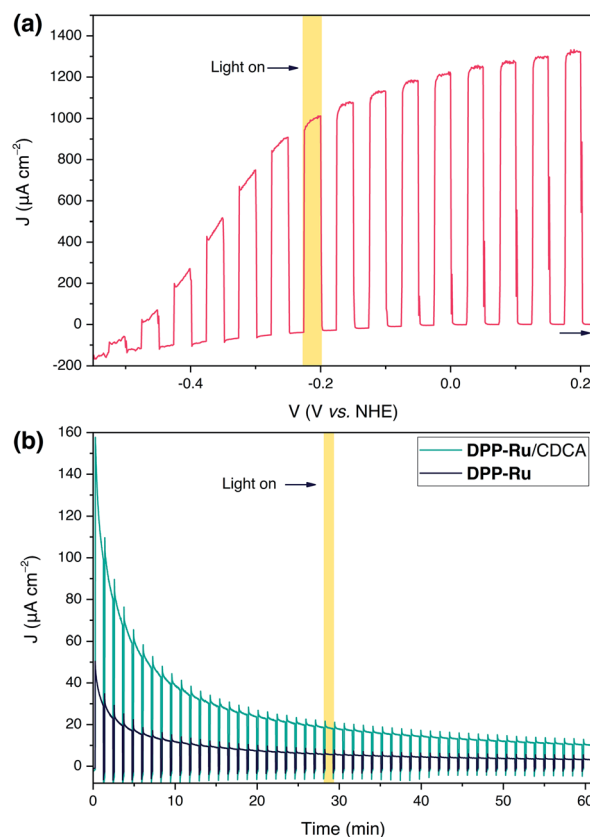 (a)
1400
1200
1000
800
600
400
200
0
-200
J (µA cm⁻²)
Light on
-0.4
-0.2
0.0
0.2
V (V vs. NHE)
(b)
160
140
120
100
80
60
40
20
0
J (µA cm⁻²)
DPP-Ru/CDCA
DPP-Ru
Light on
0
10
20
30
40
50
60
Time (min)